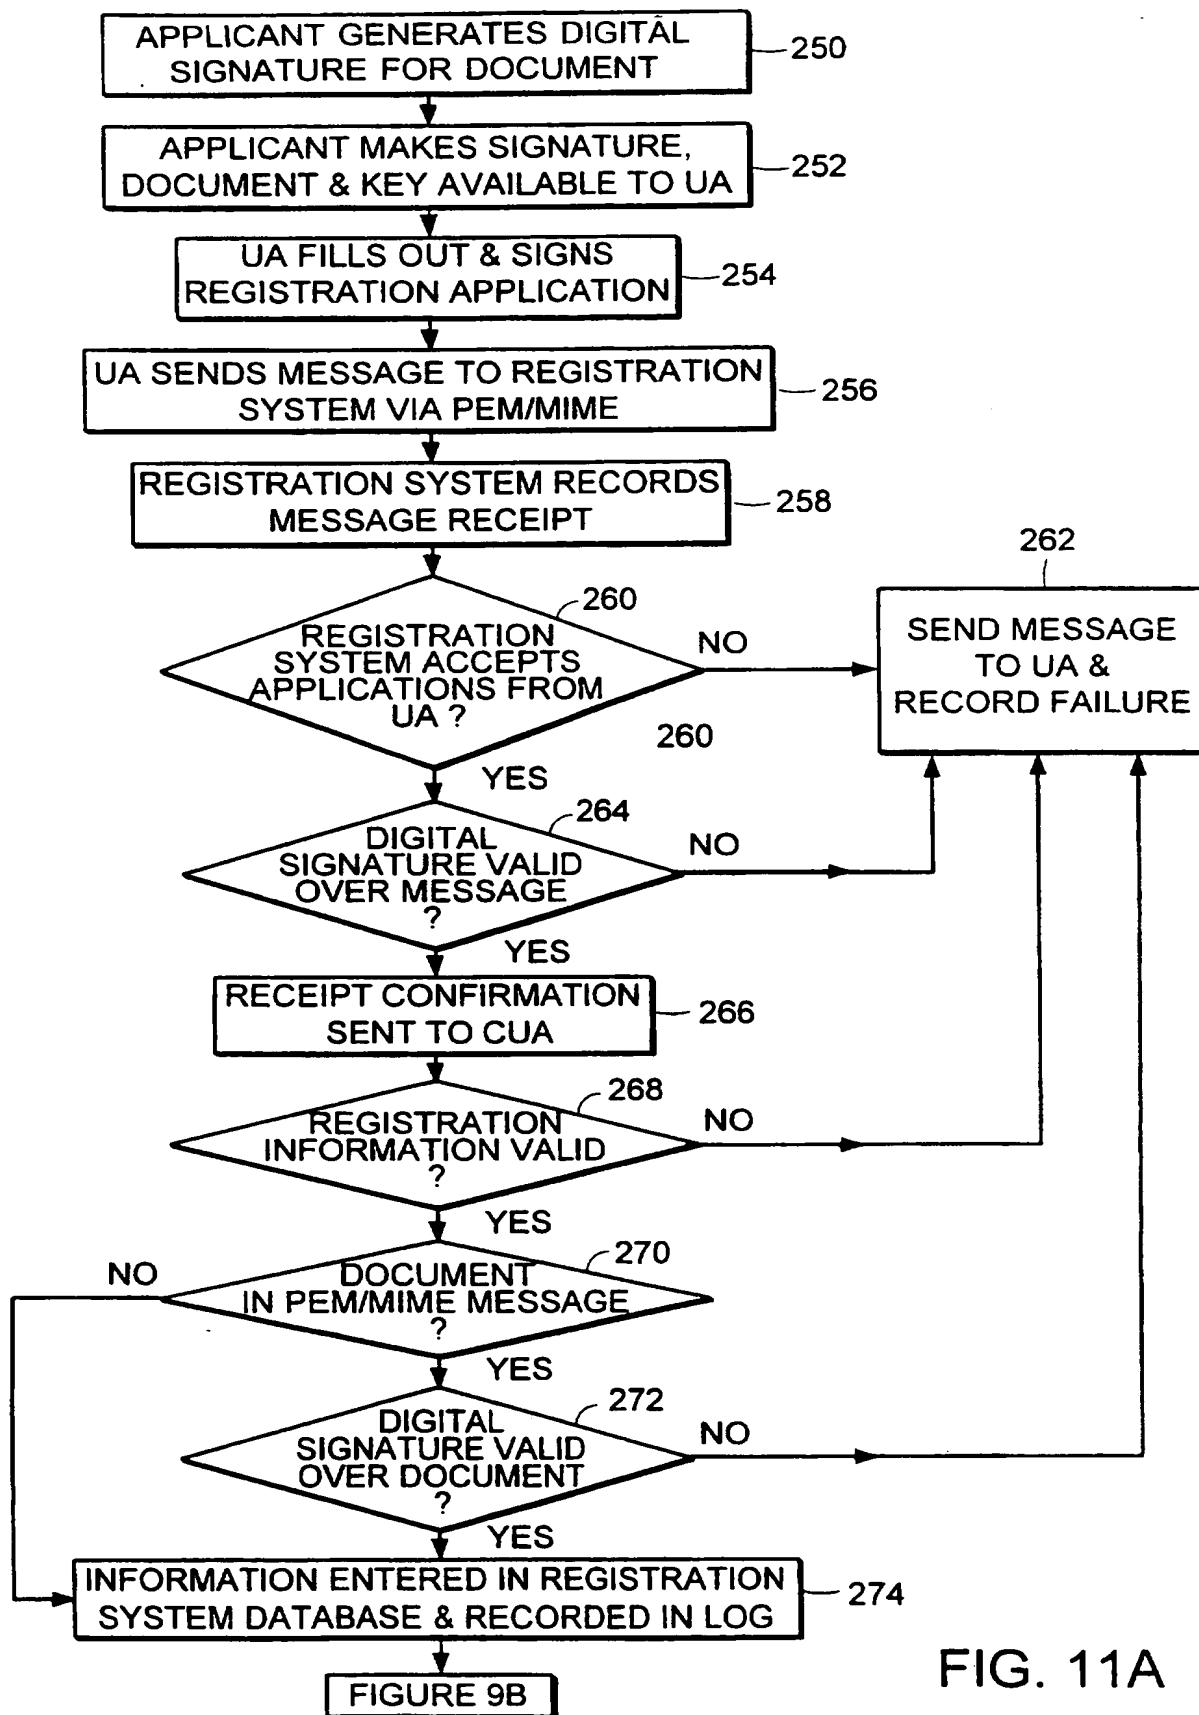 APPLICANT GENERATES DIGITAL
SIGNATURE FOR DOCUMENT
250
APPLICANT MAKES SIGNATURE,
DOCUMENT & KEY AVAILABLE TO UA
252
UA FILLS OUT & SIGNS
REGISTRATION APPLICATION
254
UA SENDS MESSAGE TO REGISTRATION
SYSTEM VIA PEM/MIME
256
REGISTRATION SYSTEM RECORDS
MESSAGE RECEIPT
258
260
REGISTRATION
SYSTEM ACCEPTS
APPLICATIONS FROM
UA ?
NO
262
SEND MESSAGE
TO UA &
RECORD FAILURE
260
YES
264
DIGITAL
SIGNATURE VALID
OVER MESSAGE
?
NO
YES
RECEIPT CONFIRMATION
SENT TO CUA
266
268
REGISTRATION
INFORMATION VALID
?
NO
YES
270
NO
DOCUMENT
IN PEM/MIME MESSAGE
?
YES
272
DIGITAL
SIGNATURE VALID
OVER DOCUMENT
?
NO
YES
INFORMATION ENTERED IN REGISTRATION
SYSTEM DATABASE & RECORDED IN LOG
274
FIGURE 9B
FIG. 11A